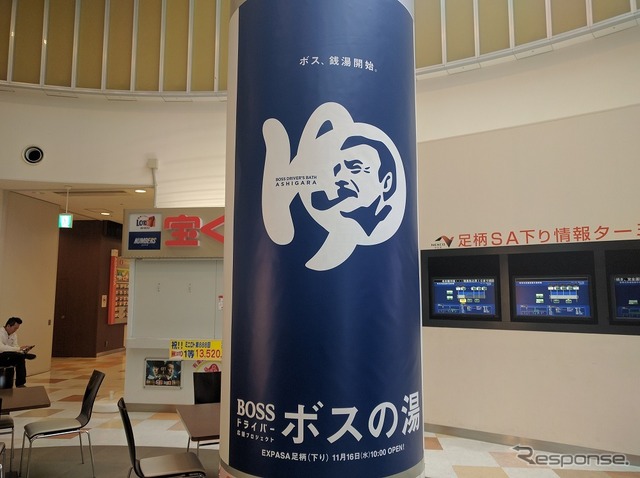 ボス、銭湯開始。
ゆ
BOSS DRIVER'S BATH
ASHIGARA
BOSS
ドライバー
応援プロジェクト
ボスの湯
EXPASA足柄(下り) 11月16日(水)10:00 OPEN!
足柄SA下り情報ター
宝く
NUMBERS
祝!!
1等13,520,
Response.